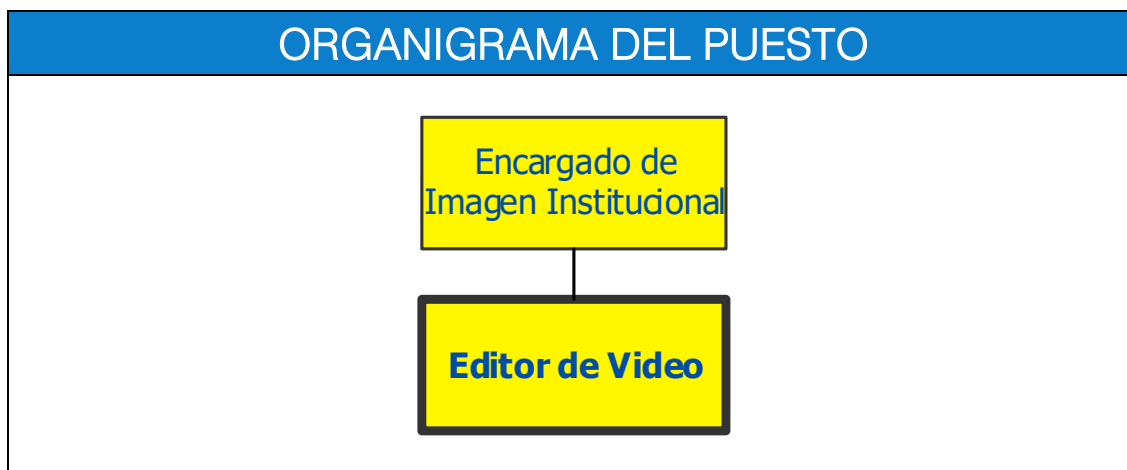 ORGANIGRAMA DEL PUESTO
Encargado de
Imagen Institucional
Editor de Video